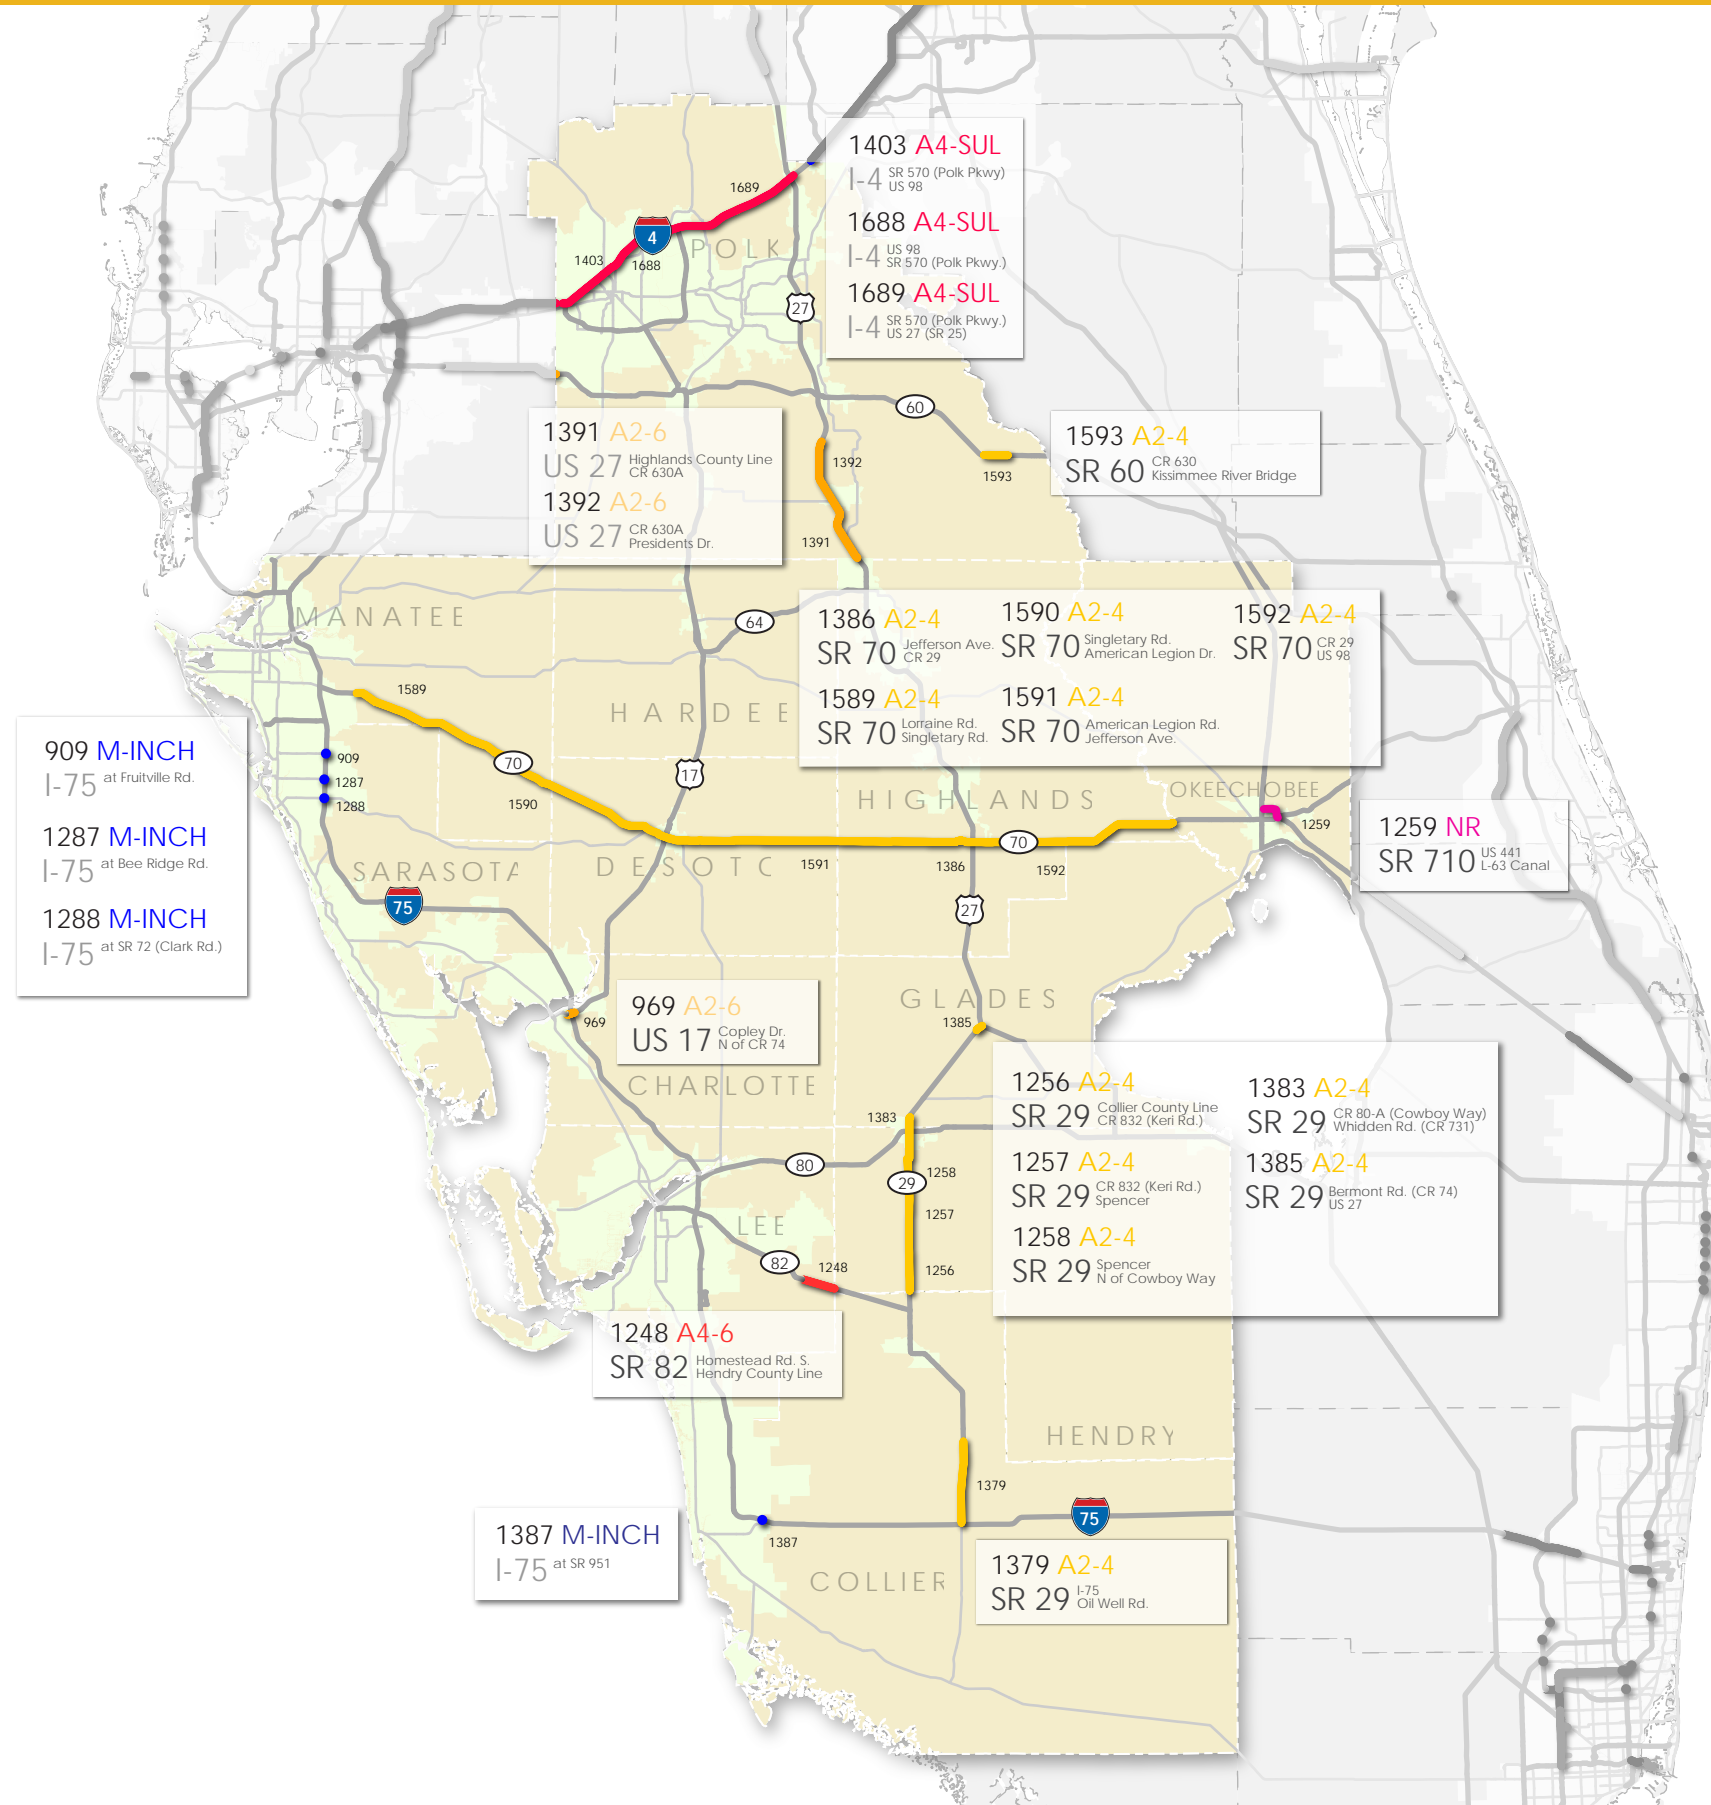 1403 A4-SUL
I-4 SR 570 (Polk Pkwy)
US 98
1688 A4-SUL
I-4 US 98
SR 570 (Polk Pkwy.)
1689 A4-SUL
I-4 SR 570 (Polk Pkwy.)
US 27 (SR 25)
1689
4
POLK
1403
1688
27
60
1391 A2-6
US 27 Highlands County Line
CR 630A
1392 A2-6
US 27 CR 630A
Presidents Dr.
1392
1391
1593
1593 A2-4
SR 60 CR 630
Kissimmee River Bridge
MANATEE
64
1386 A2-4
SR 70 Jefferson Ave.
CR 29
1590 A2-4
SR 70 Singletary Rd.
American Legion Dr.
1592 A2-4
SR 70 CR 29
US 98
1589 A2-4
SR 70 Lorraine Rd.
Singletary Rd.
1591 A2-4
SR 70 American Legion Rd.
Jefferson Ave.
1589
HARDEE
909 M-INCH
I-75 at Fruitville Rd.
1287 M-INCH
I-75 at Bee Ridge Rd.
1288 M-INCH
I-75 at SR 72 (Clark Rd.)
909
1287
1288
70
1590
17
HIGHLANDS
OKEECHOBEE
1259
1259 NR
SR 710 US 441
L-63 Canal
SARASOTA
DESOTO
1591
1386
70
1592
75
27
969
969 A2-6
US 17 Copley Dr.
N of CR 74
GLADES
1385
CHARLOTTE
1383
1256 A2-4
SR 29 Collier County Line
CR 832 (Keri Rd.)
1257 A2-4
SR 29 CR 832 (Keri Rd.)
Spencer
1258 A2-4
SR 29 Spencer
N of Cowboy Way
1383 A2-4
SR 29 CR 80-A (Cowboy Way)
Whidden Rd. (CR 731)
1385 A2-4
SR 29 Bermont Rd. (CR 74)
US 27
80
1258
29
1257
LEE
82
1248
1256
1248 A4-6
SR 82 Homestead Rd. S.
Hendry County Line
HENDRY
1379
75
1387 M-INCH
I-75 at SR 951
1387
COLLIER
1379 A2-4
SR 29 I-75
Oil Well Rd.